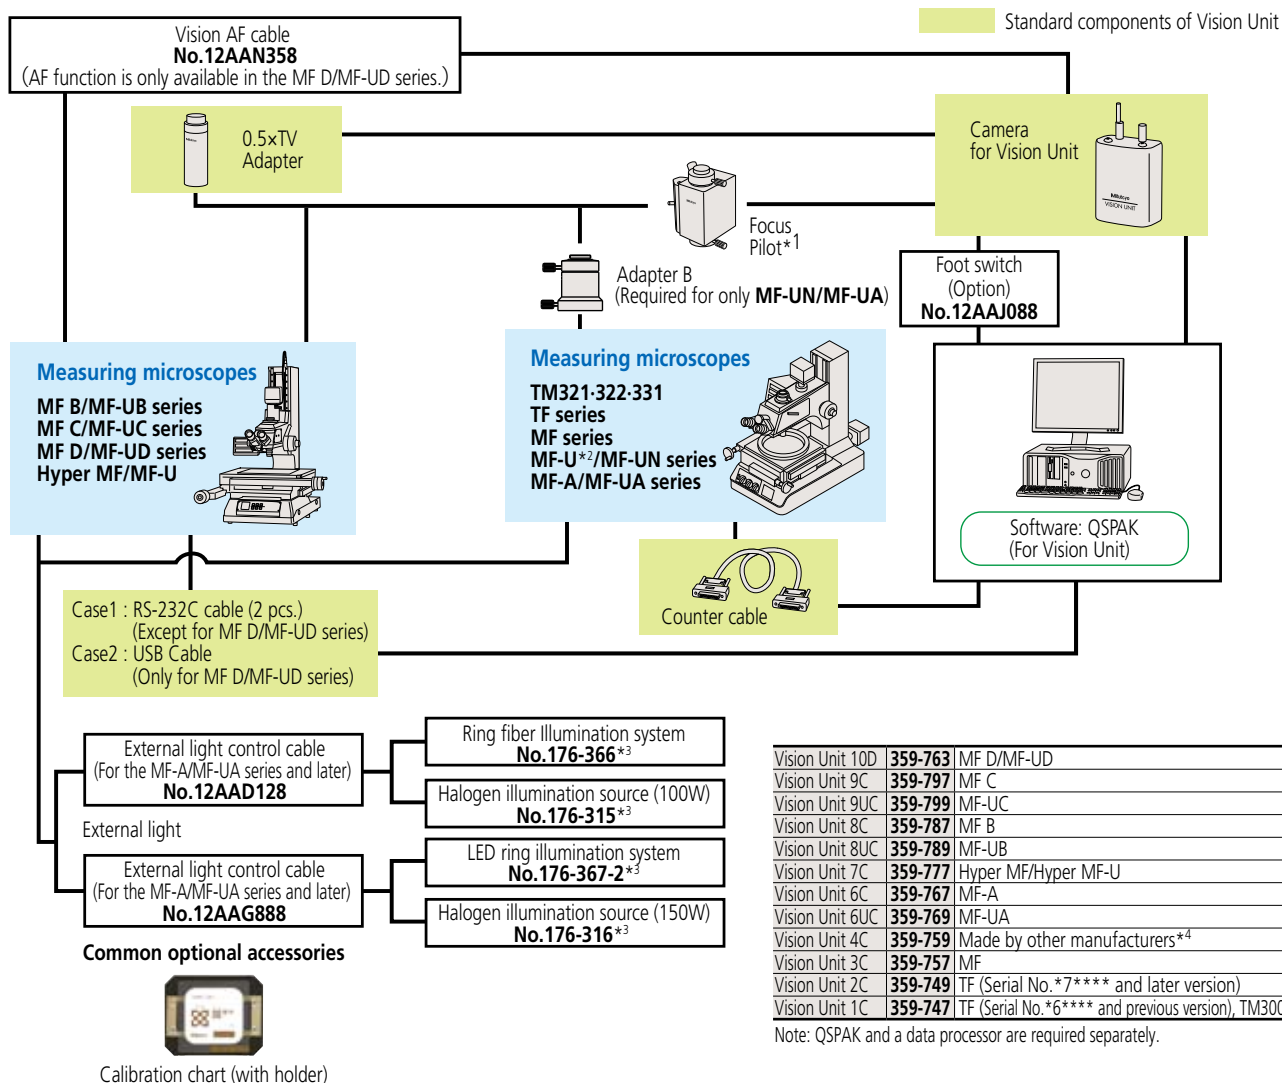 Standard components of Vision Unit
Vision AF cable
No.12AAN358
(AF function is only available in the MF D/MF-UD series.)
0.5×TV
Adapter
Camera
for Vision Unit
Mitutoyo
VISION UNIT
Focus
Pilot*1
Adapter B
(Required for only MF-UN/MF-UA)
Foot switch
(Option)
No.12AAJ088
Measuring microscopes
MF B/MF-UB series
MF C/MF-UC series
MF D/MF-UD series
Hyper MF/MF-U
Measuring microscopes
TM321·322·331
TF series
MF series
MF-U*2/MF-UN series
MF-A/MF-UA series
Software: QSPAK
(For Vision Unit)
Counter cable
Case1 : RS-232C cable (2 pcs.)
(Except for MF D/MF-UD series)
Case2 : USB Cable
(Only for MF D/MF-UD series)
External light control cable
(For the MF-A/MF-UA series and later)
No.12AAD128
Ring fiber Illumination system
No.176-366*3
Halogen illumination source (100W)
No.176-315*3
External light
External light control cable
(For the MF-A/MF-UA series and later)
No.12AAG888
LED ring illumination system
No.176-367-2*3
Halogen illumination source (150W)
No.176-316*3
Common optional accessories
Calibration chart (with holder)
Vision Unit 10D 359-763 MF D/MF-UD
Vision Unit 9C 359-797 MF C
Vision Unit 9UC 359-799 MF-UC
Vision Unit 8C 359-787 MF B
Vision Unit 8UC 359-789 MF-UB
Vision Unit 7C 359-777 Hyper MF/Hyper MF-U
Vision Unit 6C 359-767 MF-A
Vision Unit 6UC 359-769 MF-UA
Vision Unit 4C 359-759 Made by other manufacturers*4
Vision Unit 3C 359-757 MF
Vision Unit 2C 359-749 TF (Serial No.*7**** and later version)
Vision Unit 1C 359-747 TF (Serial No.*6**** and previous version), TM300
Note: QSPAK and a data processor are required separately.